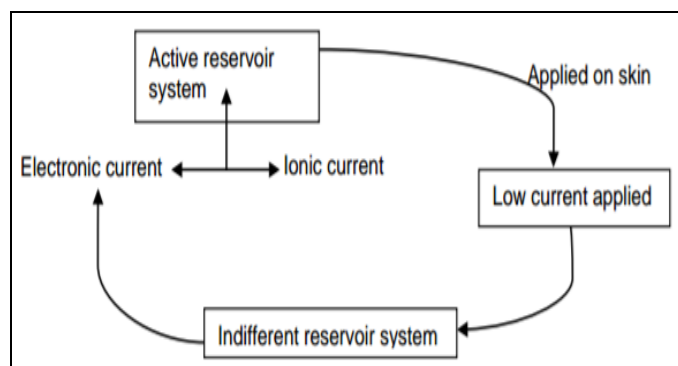 Active reservoir
system
Applied on skin
Electronic current
Ionic current
Low current applied
Indifferent reservoir system